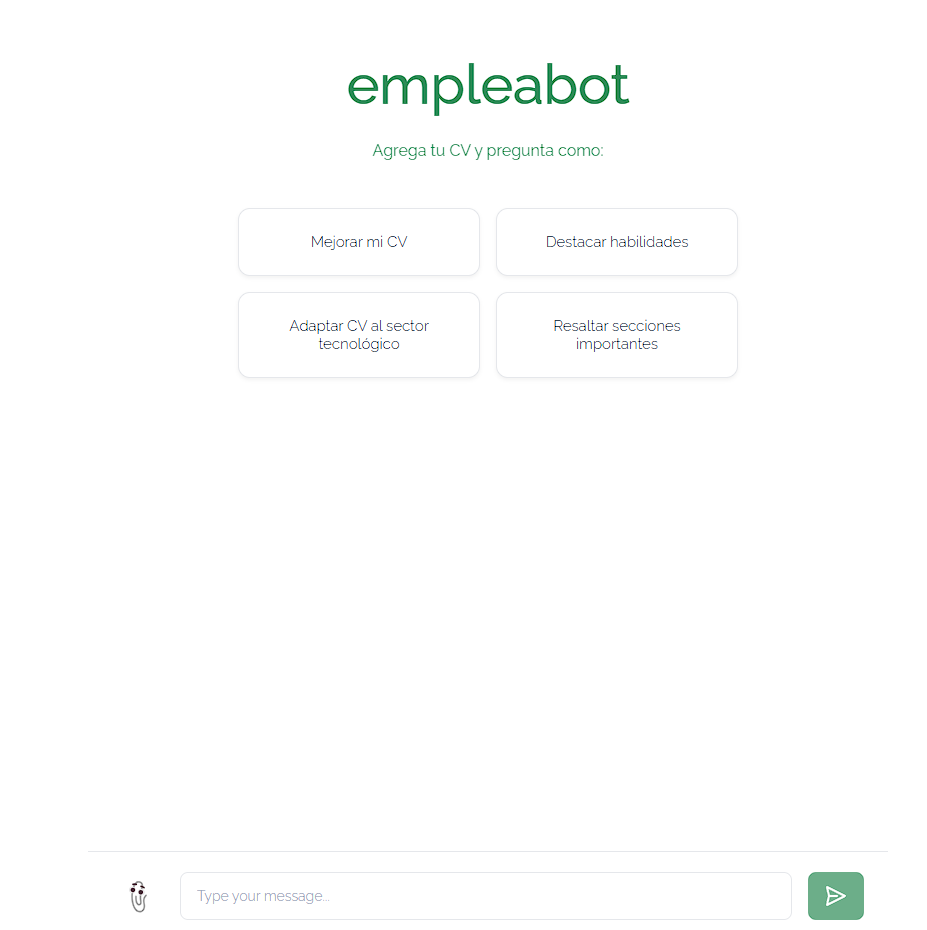 empleabot
Agrega tu CV y pregunta como:
Mejorar mi CV
Destacar habilidades
Adaptar CV al sector
tecnológico
Resaltar secciones
importantes
Type your message...